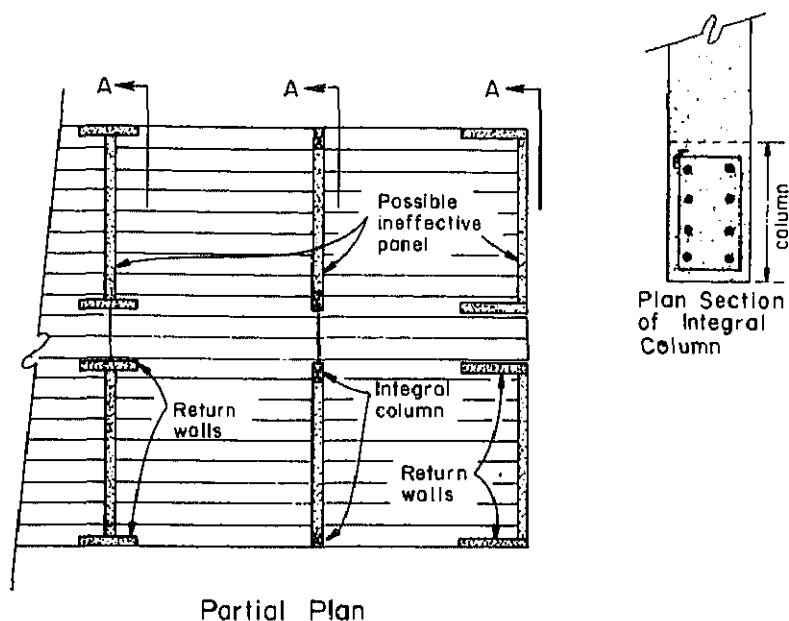 A
A
A
Possible
ineffective
panel
Return
walls
Integral
column
Return
walls
Partial Plan
column
Plan Section
of Integral
Column